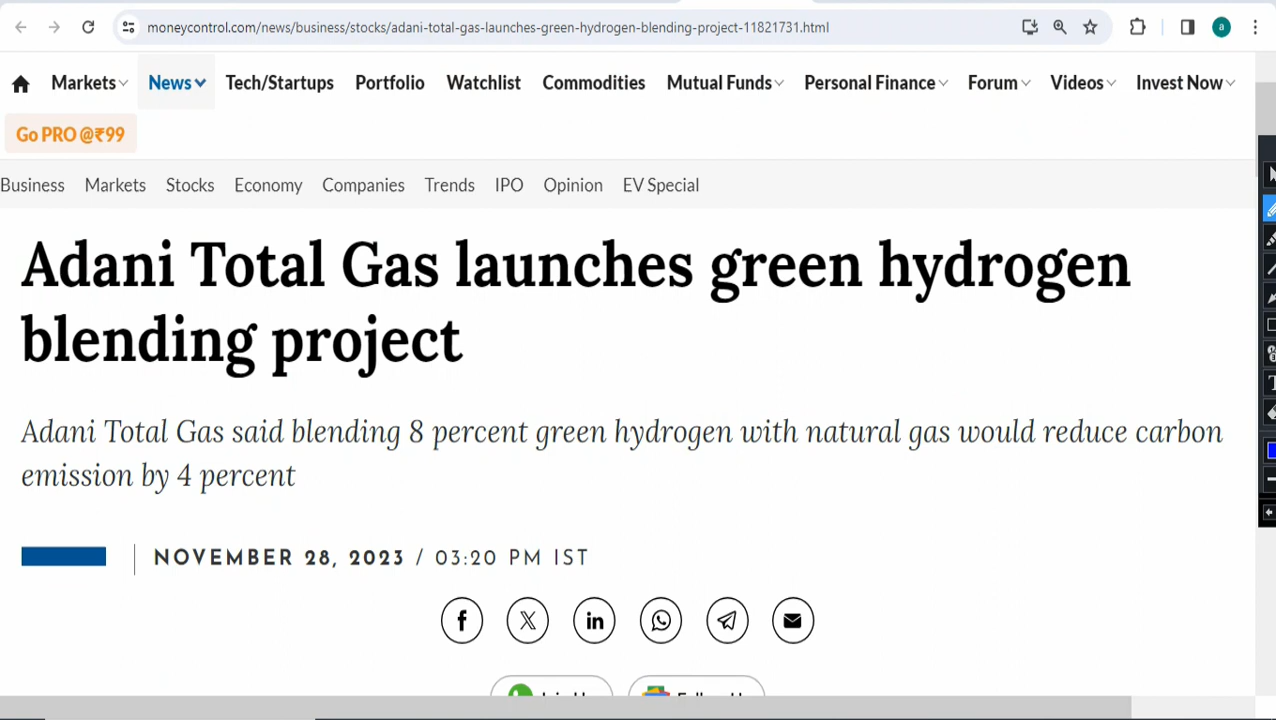 moneycontrol.com/news/business/stocks/adani-total-gas-launches-green-hydrogen-blending-project-11821731.html
a
Markets News Tech/Startups Portfolio Watchlist Commodities Mutual Funds Personal Finance Forum Videos Invest Now
Go PRO @₹99
Business Markets Stocks Economy Companies Trends IPO Opinion EV Special
Adani Total Gas launches green hydrogen
blending project
Adani Total Gas said blending 8 percent green hydrogen with natural gas would reduce carbon
emission by 4 percent
NOVEMBER 28, 2023 / 03:20 PM IST